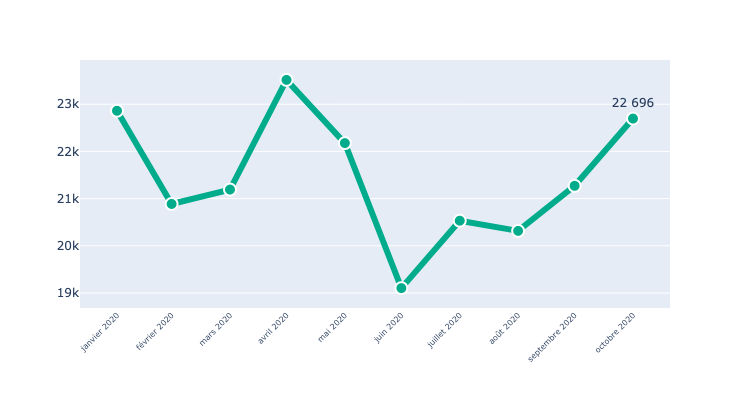 23k
22k
21k
20k
19k
22 696
janvier 2020
février 2020
mars 2020
avril 2020
mai 2020
juin 2020
juillet 2020
août 2020
septembre 2020
octobre 2020